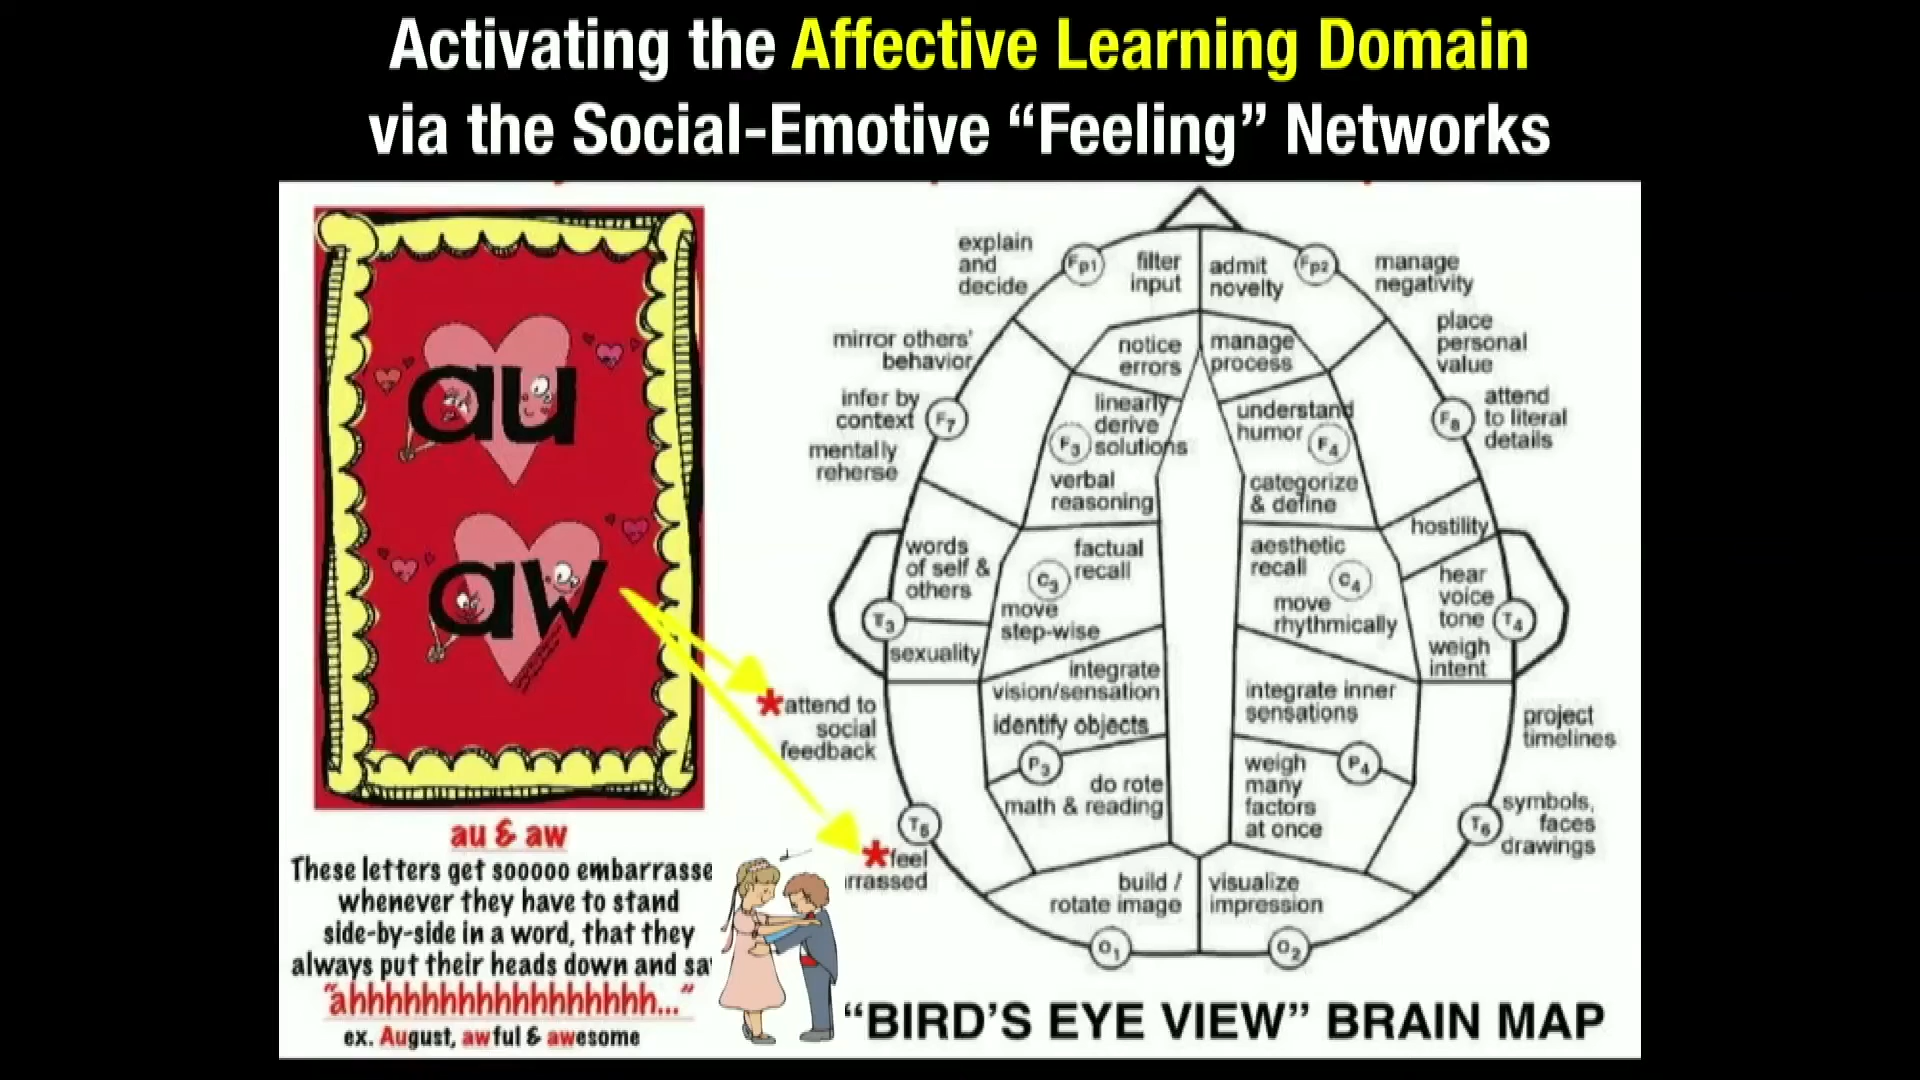 Activating the Affective Learning Domain
via the Social-Emotive “Feeling” Networks
au
aw
au & aw
These letters get sooooo embarrasse
whenever they have to stand
side-by-side in a word, that they
always put their heads down and sa
“ahhhhhhhhhhhhhhhhhh...”
ex. August, awful & awesome
explain
and
decide
Fp1
filter
input
admit
novelty
Fp2
manage
negativity
mirror others'
behavior
notice
errors
manage
process
place
personal
value
infer by
context
F7
mentally
reherse
linearly
derive
solutions
F3
verbal
reasoning
understand
humor
F4
categorize
& define
F8
attend
to literal
details
hostility
words
of self &
others
T3
sexuality
factual
recall
C3
move
step-wise
aesthetic
recall
C4
move
rhythmically
hear
voice
tone
T4
weigh
intent
*attend to
social
feedback
integrate
vision/sensation
identify objects
P3
do rote
math & reading
integrate inner
sensations
weigh
many
factors
at once
P4
project
timelines
T5
*feel
rrassed
T6
symbols,
faces
drawings
build /
rotate image
visualize
impression
O1
O2
“BIRD’S EYE VIEW” BRAIN MAP